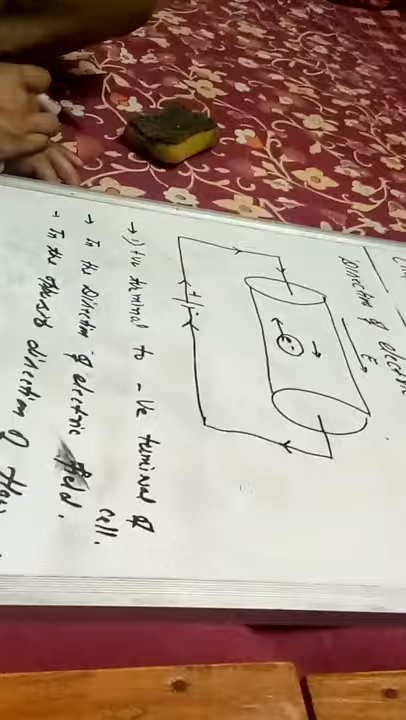 Direction of electric
E
e-
+ -
→ i) +ve terminal to -ve terminal of cell.
→ In the direction of electric field.
- In the direction of